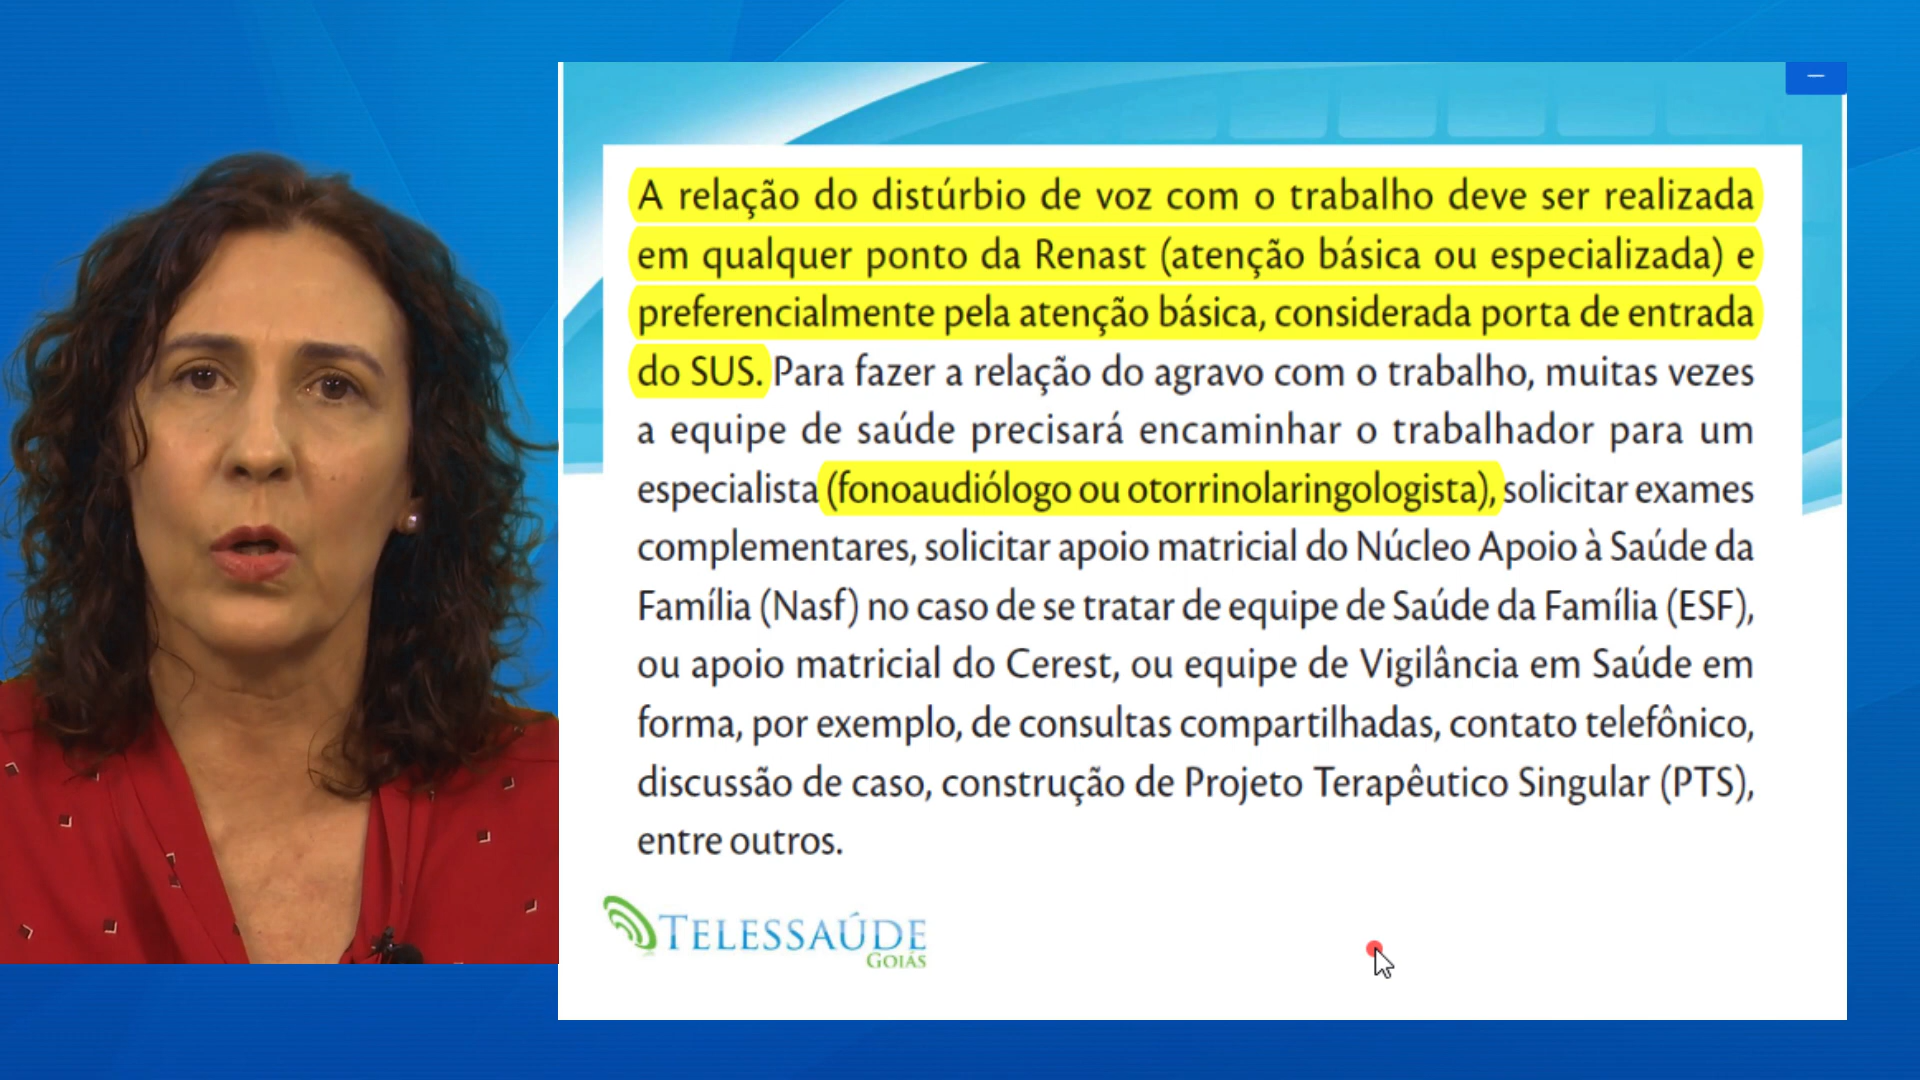 A relação do distúrbio de voz com o trabalho deve ser realizada
em qualquer ponto da Renast (atenção básica ou especializada) e
preferencialmente pela atenção básica, considerada porta de entrada
do SUS. Para fazer a relação do agravo com o trabalho, muitas vezes
a equipe de saúde precisará encaminhar o trabalhador para um
especialista (fonoaudiólogo ou otorrinolaringologista), solicitar exames
complementares, solicitar apoio matricial do Núcleo Apoio à Saúde da
Família (Nasf) no caso de se tratar de equipe de Saúde da Família (ESF),
ou apoio matricial do Cerest, ou equipe de Vigilância em Saúde em
forma, por exemplo, de consultas compartilhadas, contato telefônico,
discussão de caso, construção de Projeto Terapêutico Singular (PTS),
entre outros.
TELESSAÚDE
GOIÁS